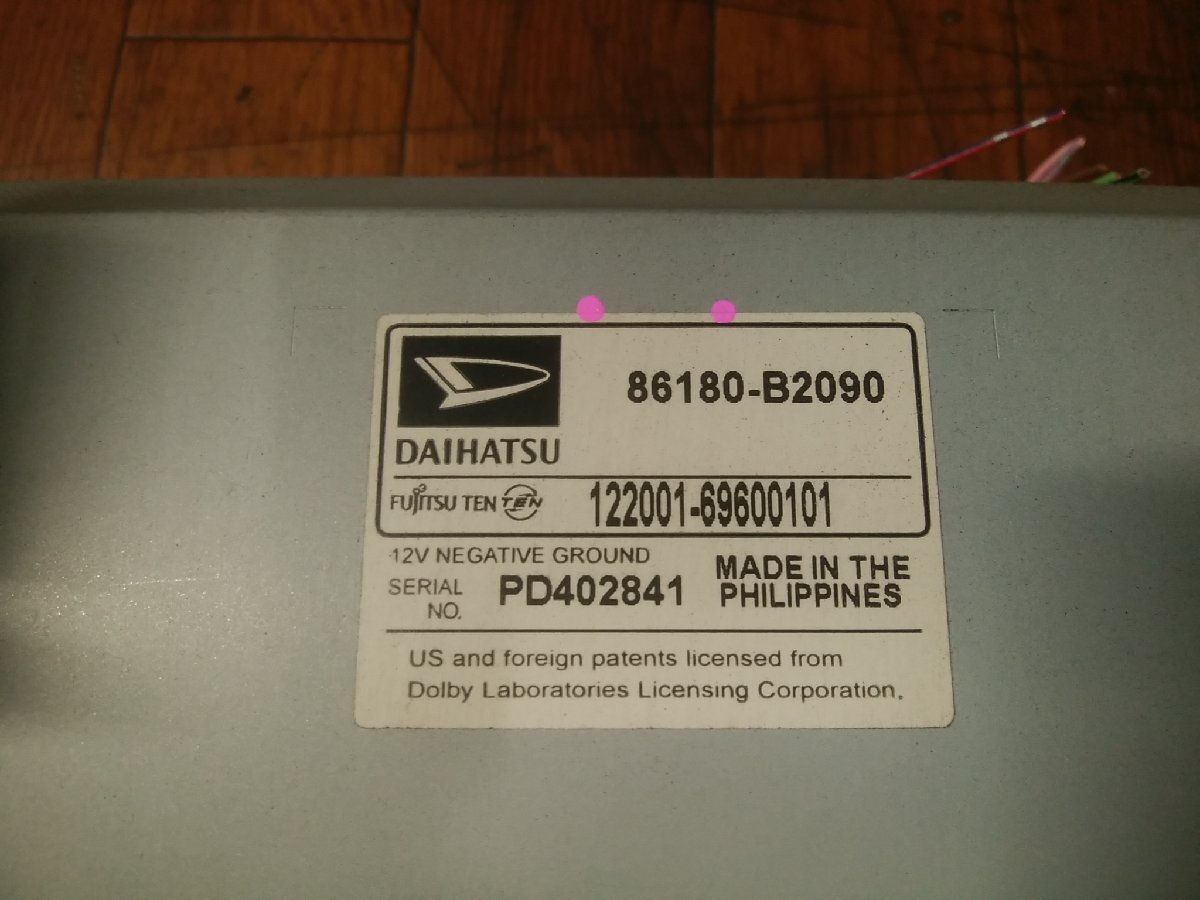 86180-B2090
DAIHATSU
FUJITSU TEN TEN 122001-69600101
12V NEGATIVE GROUND
SERIAL NO. PD402841
MADE IN THE
PHILIPPINES
US and foreign patents licensed from
Dolby Laboratories Licensing Corporation.